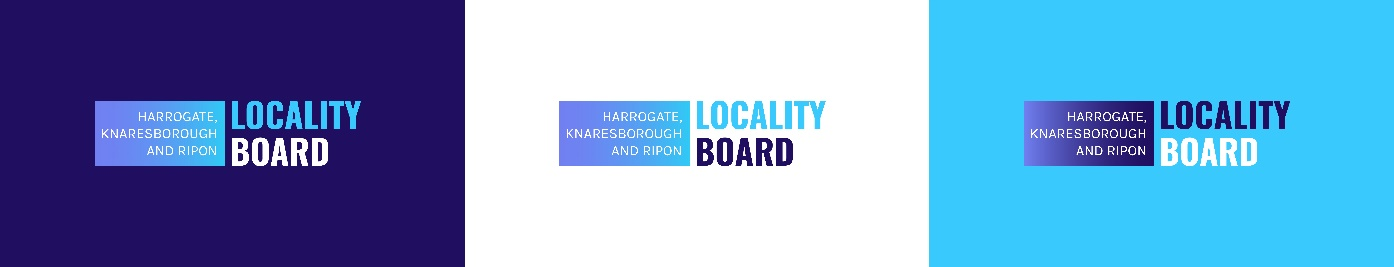 HARROGATE,
KNARESBOROUGH
AND RIPON
LOCALITY
BOARD
HARROGATE,
KNARESBOROUGH
AND RIPON
LOCALITY
BOARD
HARROGATE,
KNARESBOROUGH
AND RIPON
LOCALITY
BOARD